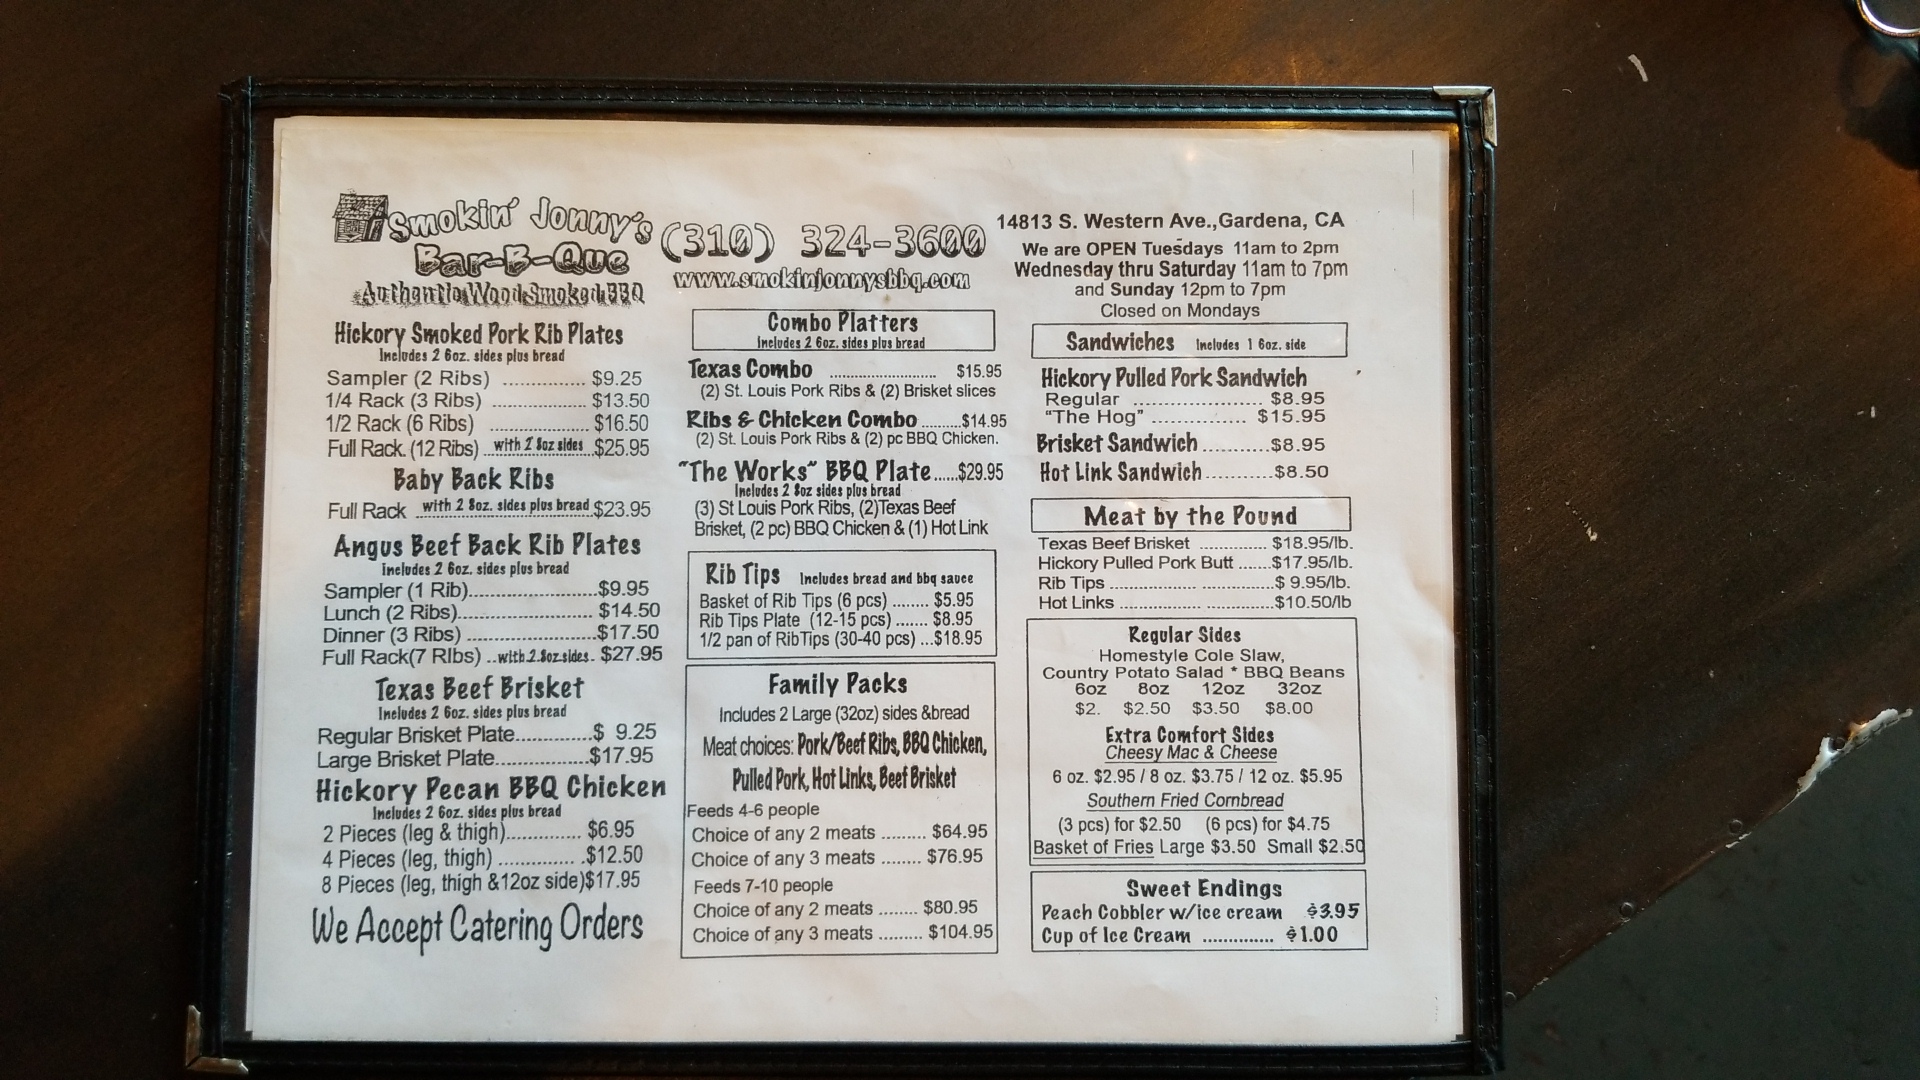 Smokin' Jonny's
Bar-B-Que
Authentic Wood Smoked BBQ
(310) 324-3600
www.smokinjonnysbbq.com
14813 S. Western Ave.,Gardena, CA
We are OPEN Tuesdays 11am to 2pm
Wednesday thru Saturday 11am to 7pm
and Sunday 12pm to 7pm
Closed on Mondays
Hickory Smoked Pork Rib Plates
Includes 2 6oz. sides plus bread
Sampler (2 Ribs) ............... $9.25
1/4 Rack (3 Ribs) ................. $13.50
1/2 Rack (6 Ribs) .................. $16.50
Full Rack. (12 Ribs) ..with 2 8oz sides ..$25.95
Baby Back Ribs
Full Rack with 2 8oz. sides plus bread $23.95
Angus Beef Back Rib Plates
Includes 2 6oz. sides plus bread
Sampler (1 Rib).......................$9.95
Lunch (2 Ribs).........................$14.50
Dinner (3 Ribs) .......................$17.50
Full Rack(7 RIbs) ..with.2.8oz.sides. $27.95
Texas Beef Brisket
Includes 2 6oz. sides plus bread
Regular Brisket Plate..............$ 9.25
Large Brisket Plate.................$17.95
Hickory Pecan BBQ Chicken
Includes 2 6oz. sides plus bread
2 Pieces (leg & thigh)............. $6.95
4 Pieces (leg, thigh) ............. .$12.50
8 Pieces (leg, thigh &12oz side)$17.95
We Accept Catering Orders
Combo Platters
Includes 2 6oz. sides plus bread
Texas Combo .......................... $15.95
(2) St. Louis Pork Ribs & (2) Brisket slices
Ribs & Chicken Combo ..........$14.95
(2) St. Louis Pork Ribs & (2) pc BBQ Chicken.
"The Works" BBQ Plate......$29.95
Includes 2 8oz sides plus bread
(3) St Louis Pork Ribs, (2)Texas Beef
Brisket, (2 pc) BBQ Chicken & (1) Hot Link
Rib Tips Includes bread and bbq sauce
Basket of Rib Tips (6 pcs) ........ $5.95
Rib Tips Plate (12-15 pcs) ....... $8.95
1/2 pan of RibTips (30-40 pcs) ...$18.95
Family Packs
Includes 2 Large (32oz) sides &bread
Meat choices: Pork/Beef Ribs, BBQ Chicken,
Pulled Pork, Hot Links, Beef Brisket
Feeds 4-6 people
Choice of any 2 meats ......... $64.95
Choice of any 3 meats ........ $76.95
Feeds 7-10 people
Choice of any 2 meats ........ $80.95
Choice of any 3 meats ......... $104.95
Sandwiches Includes 1 6oz. side
Hickory Pulled Pork Sandwich
Regular ....................... $8.95
"The Hog" ................ $15.95
Brisket Sandwich ............$8.95
Hot Link Sandwich............$8.50
Meat by the Pound
Texas Beef Brisket .............. $18.95/lb.
Hickory Pulled Pork Butt .......$17.95/lb.
Rib Tips ..................................$ 9.95/lb.
Hot Links .................................$10.50/lb
Regular Sides
Homestyle Cole Slaw,
Country Potato Salad * BBQ Beans
6oz 8oz 12oz 32oz
$2. $2.50 $3.50 $8.00
Extra Comfort Sides
Cheesy Mac & Cheese
6 oz. $2.95 / 8 oz. $3.75 / 12 oz. $5.95
Southern Fried Cornbread
(3 pcs) for $2.50 (6 pcs) for $4.75
Basket of Fries Large $3.50 Small $2.50
Sweet Endings
Peach Cobbler w/ice cream $3.95
Cup of Ice Cream .............. $1.00